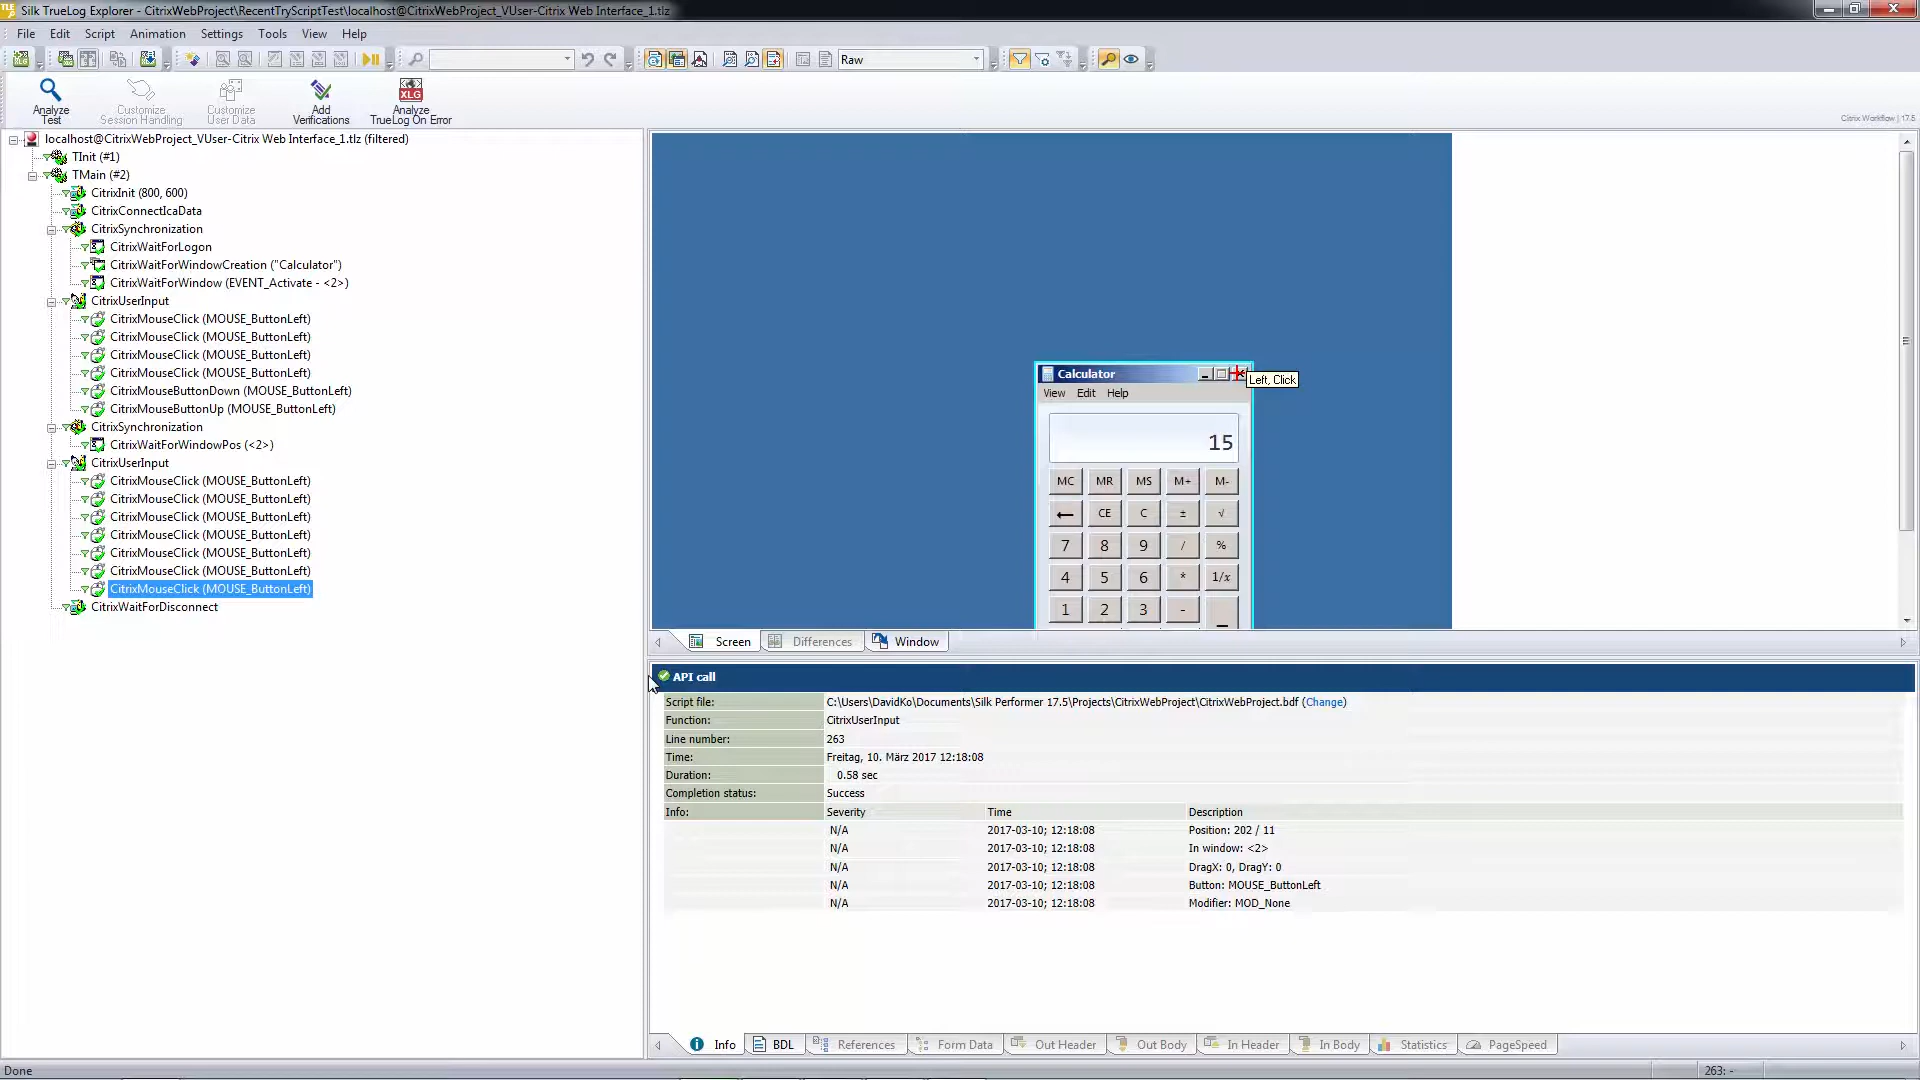 Silk TrueLog Explorer - CitrixWebProject\RecentTryScriptTest\localhost@CitrixWebProject_VUser-Citrix Web Interface_1.tlz
File Edit Script Animation Settings Tools View Help
Raw
Analyze Test
Customize Session Handling
Customize User Data
Add Verifications
XLG
Analyze TrueLog On Error
Citrix Workflow | 17.5
localhost@CitrixWebProject_VUser-Citrix Web Interface_1.tlz (filtered)
TInit (#1)
TMain (#2)
CitrixInit (800, 600)
CitrixConnectIcaData
CitrixSynchronization
CitrixWaitForLogon
CitrixWaitForWindowCreation ("Calculator")
CitrixWaitForWindow (EVENT_Activate - <2>)
CitrixUserInput
CitrixMouseClick (MOUSE_ButtonLeft)
CitrixMouseClick (MOUSE_ButtonLeft)
CitrixMouseClick (MOUSE_ButtonLeft)
CitrixMouseClick (MOUSE_ButtonLeft)
CitrixMouseButtonDown (MOUSE_ButtonLeft)
CitrixMouseButtonUp (MOUSE_ButtonLeft)
CitrixSynchronization
CitrixWaitForWindowPos (<2>)
CitrixUserInput
CitrixMouseClick (MOUSE_ButtonLeft)
CitrixMouseClick (MOUSE_ButtonLeft)
CitrixMouseClick (MOUSE_ButtonLeft)
CitrixMouseClick (MOUSE_ButtonLeft)
CitrixMouseClick (MOUSE_ButtonLeft)
CitrixMouseClick (MOUSE_ButtonLeft)
CitrixMouseClick (MOUSE_ButtonLeft)
CitrixWaitForDisconnect
Calculator
Left, Click
View Edit Help
15
MC MR MS M+ M-
← CE C ± √
7 8 9 / %
4 5 6 * 1/x
1 2 3 -
Screen Differences Window
API call
Script file: C:\Users\DavidKo\Documents\Silk Performer 17.5\Projects\CitrixWebProject\CitrixWebProject.bdf (Change)
Function: CitrixUserInput
Line number: 263
Time: Freitag, 10. März 2017 12:18:08
Duration: 0.58 sec
Completion status: Success
Info: Severity Time Description
N/A 2017-03-10; 12:18:08 Position: 202 / 11
N/A 2017-03-10; 12:18:08 In window: <2>
N/A 2017-03-10; 12:18:08 DragX: 0, DragY: 0
N/A 2017-03-10; 12:18:08 Button: MOUSE_ButtonLeft
N/A 2017-03-10; 12:18:08 Modifier: MOD_None
Info BDL References Form Data Out Header Out Body In Header In Body Statistics PageSpeed
Done 263: -